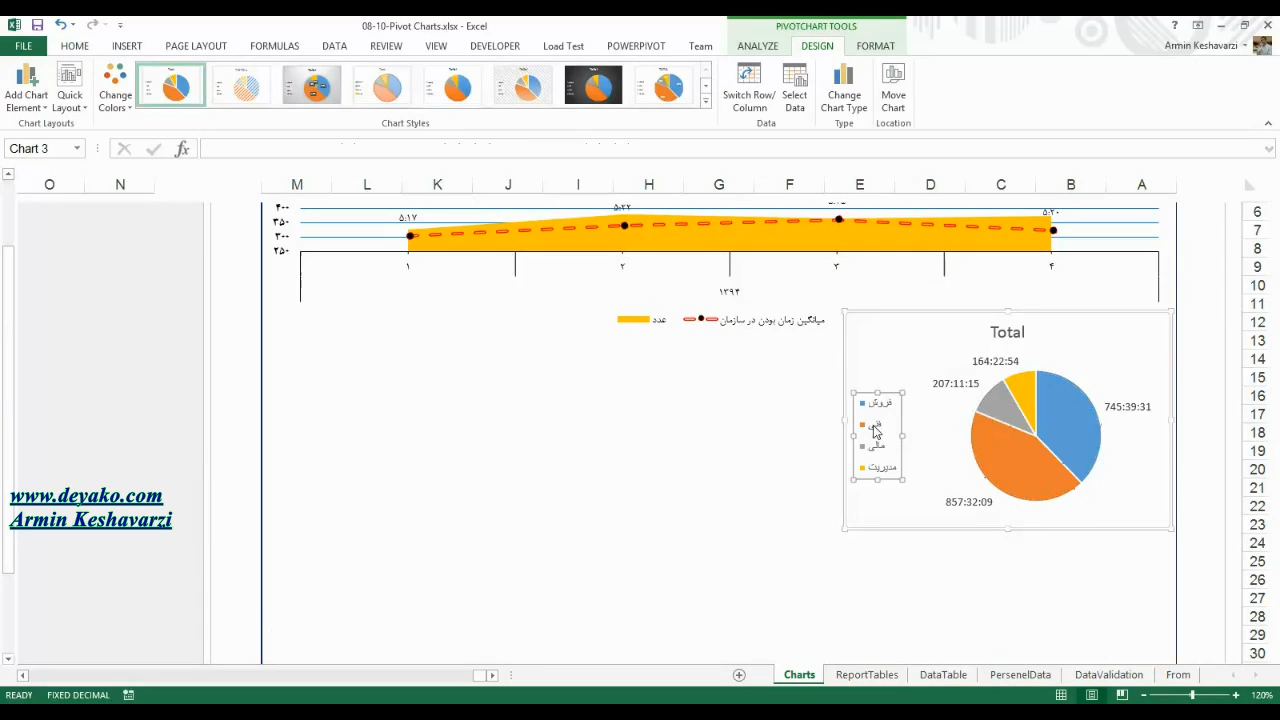 08-10-Pivot Charts.xlsx - Excel
PIVOTCHART TOOLS
FILE HOME INSERT PAGE LAYOUT FORMULAS DATA REVIEW VIEW DEVELOPER Load Test POWERPIVOT Team ANALYZE DESIGN FORMAT
Armin Keshavarzi
Add Chart Element
Quick Layout
Change Colors
Switch Row/Column
Select Data
Change Chart Type
Move Chart
Chart Layouts
Chart Styles
Data
Type
Location
Chart 3
fx
O N M L K J I H G F E D C B A
۴۰۰
۳۵۰
۳۰۰
۲۵۰
۵:۱۷
۵:۲۲
۵:۲۰
۱ ۲ ۳ ۴
۱۳۹۴
عدد
میانگین زمان بودن در سازمان
Total
164:22:54
207:11:15
745:39:31
857:32:09
فروش
فنی
مالی
مدیریت
6
7
8
9
10
11
12
13
14
15
16
17
18
19
20
21
22
23
24
25
26
27
28
29
30
www.deyako.com
Armin Keshavarzi
Charts ReportTables DataTable PersenelData DataValidation From
READY FIXED DECIMAL
120%